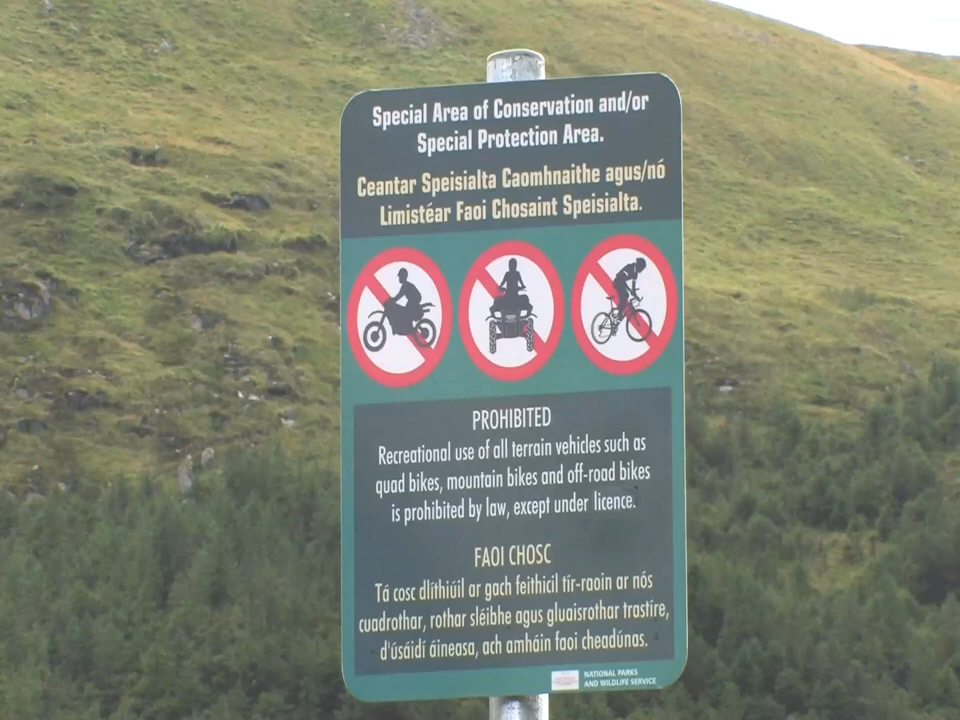 Special Area of Conservation and/or
Special Protection Area.
Ceantar Speisialta Caomhnaithe agus/nó
Limistéar Faoi Chosaint Speisialta.
PROHIBITED
Recreational use of all terrain vehicles such as
quad bikes, mountain bikes and off-road bikes
is prohibited by law, except under licence.
FAOI CHOSC
Tá cosc dlíthiúil ar gach feithicil tír-raoin ar nós
cuadrothar, rothar sléibhe agus gluaisrothar trastíre,
d'úsáidí áineasa, ach amháin faoi cheadúnas.
NATIONAL PARKS
AND WILDLIFE SERVICE